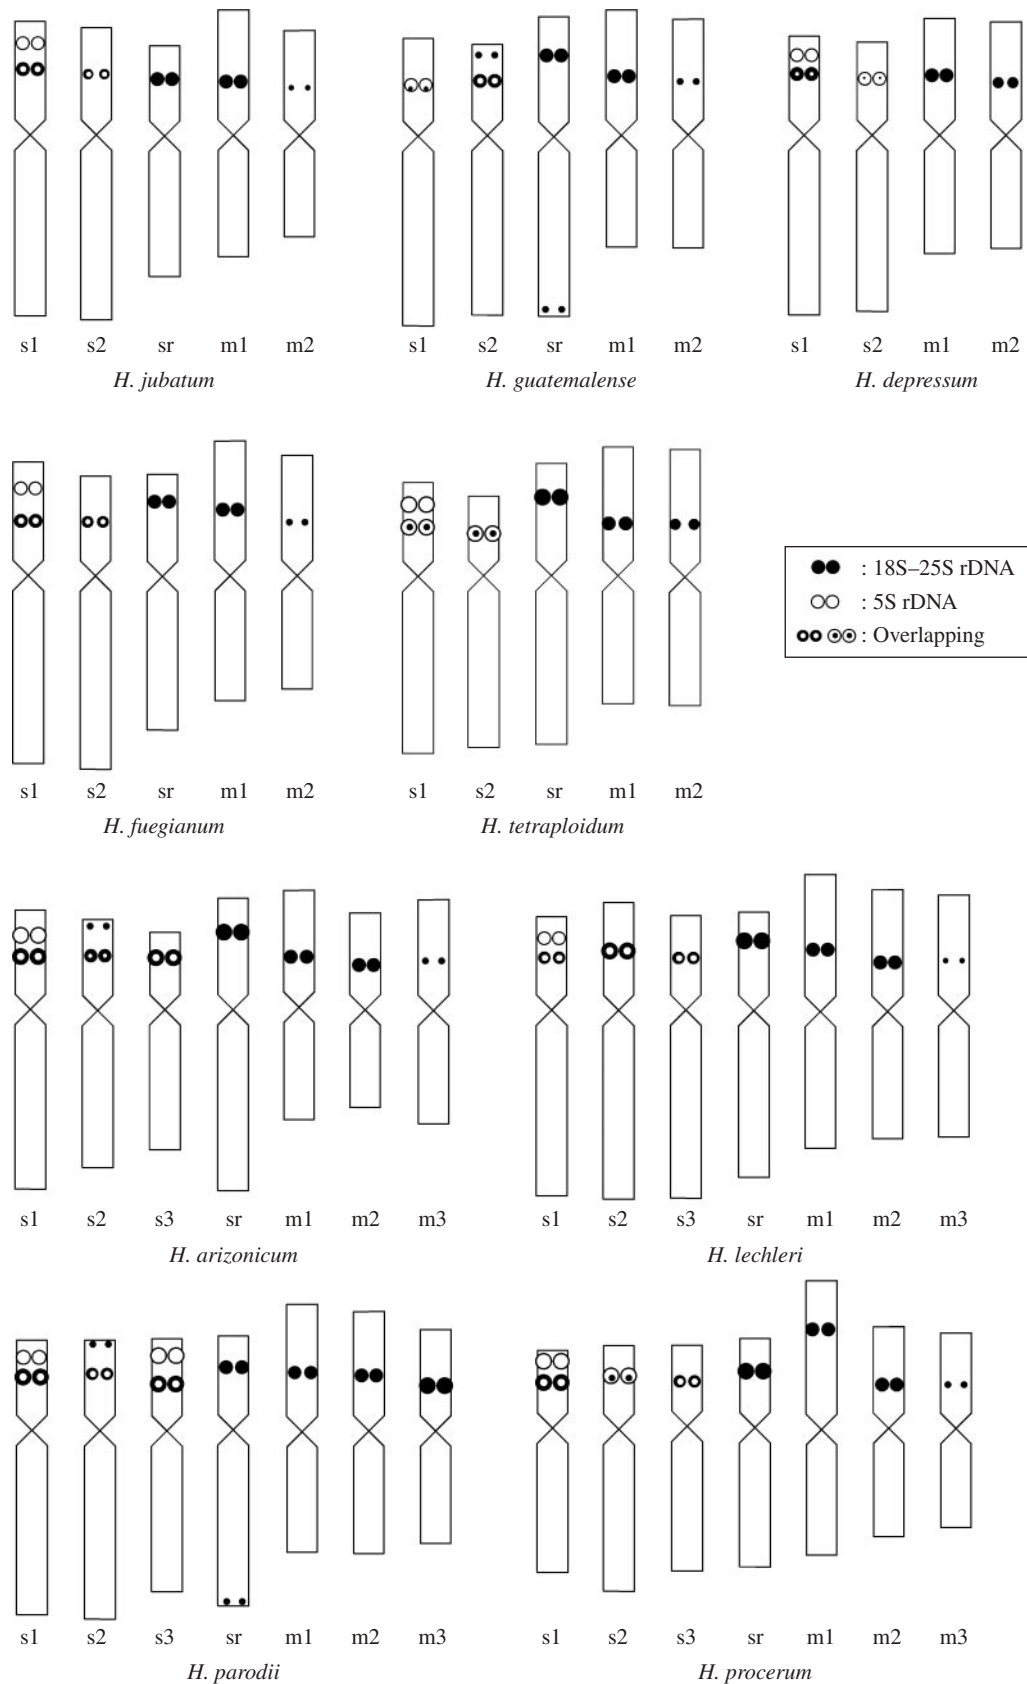 s1 s2 sr m1 m2
H. jubatum
s1 s2 sr m1 m2
H. guatemalense
s1 s2 m1 m2
H. depressum
s1 s2 sr m1 m2
H. fuegianum
s1 s2 sr m1 m2
H. tetraploidum
: 18S–25S rDNA
: 5S rDNA
: Overlapping
s1 s2 s3 sr m1 m2 m3
H. arizonicum
s1 s2 s3 sr m1 m2 m3
H. lechleri
s1 s2 s3 sr m1 m2 m3
H. parodii
s1 s2 s3 sr m1 m2 m3
H. procerum